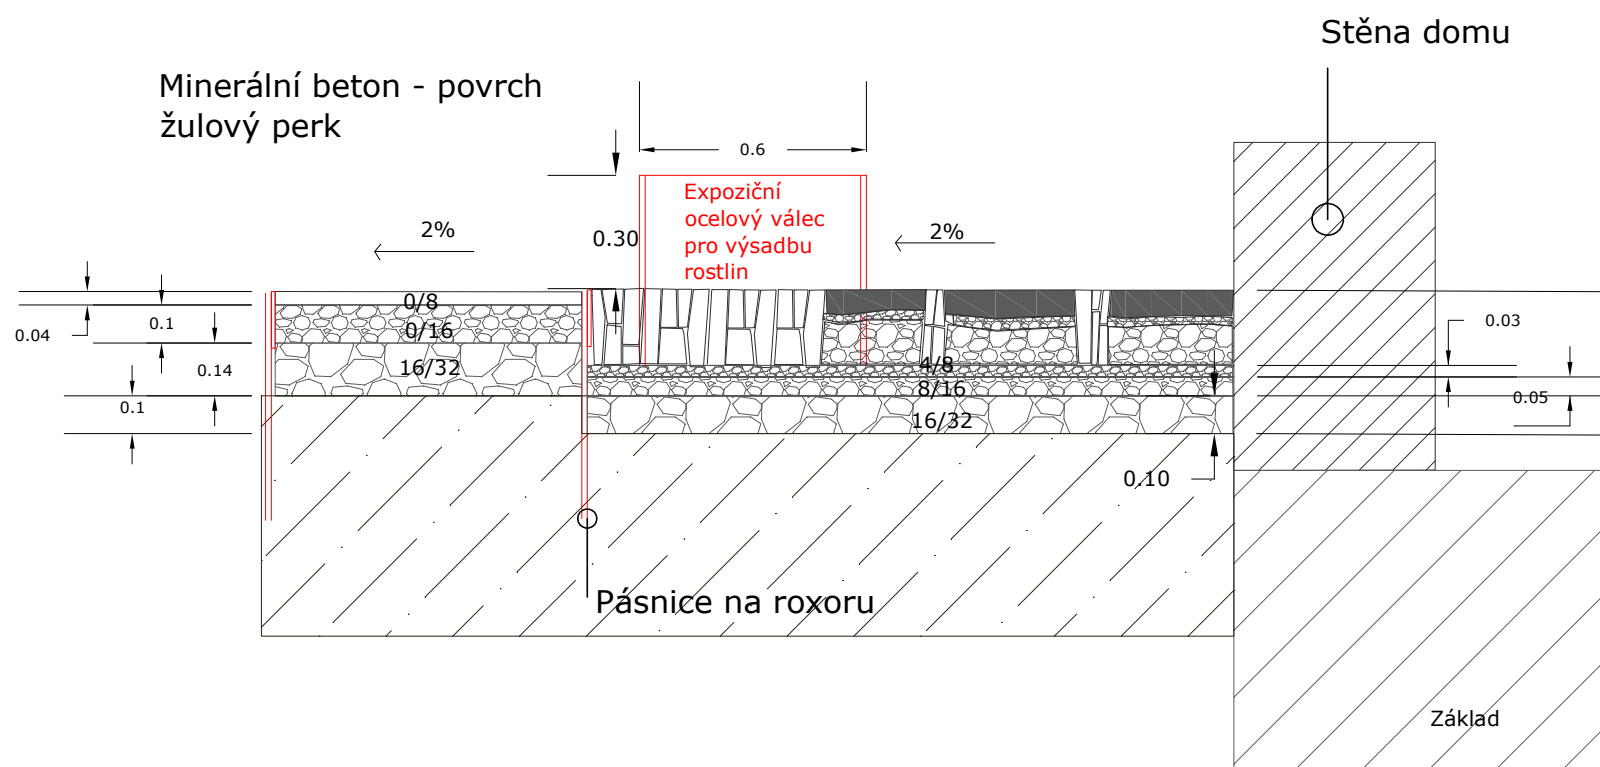 Stěna domu
Minerální beton - povrch
žulový perk
0.6
Expoziční
ocelový válec
pro výsadbu
rostlin
2%
0.30
2%
0/8
0.04
0.1
0/16
0.03
0.14
16/32
4/8
8/16
0.05
0.1
16/32
0.10
Pásnice na roxoru
Základ